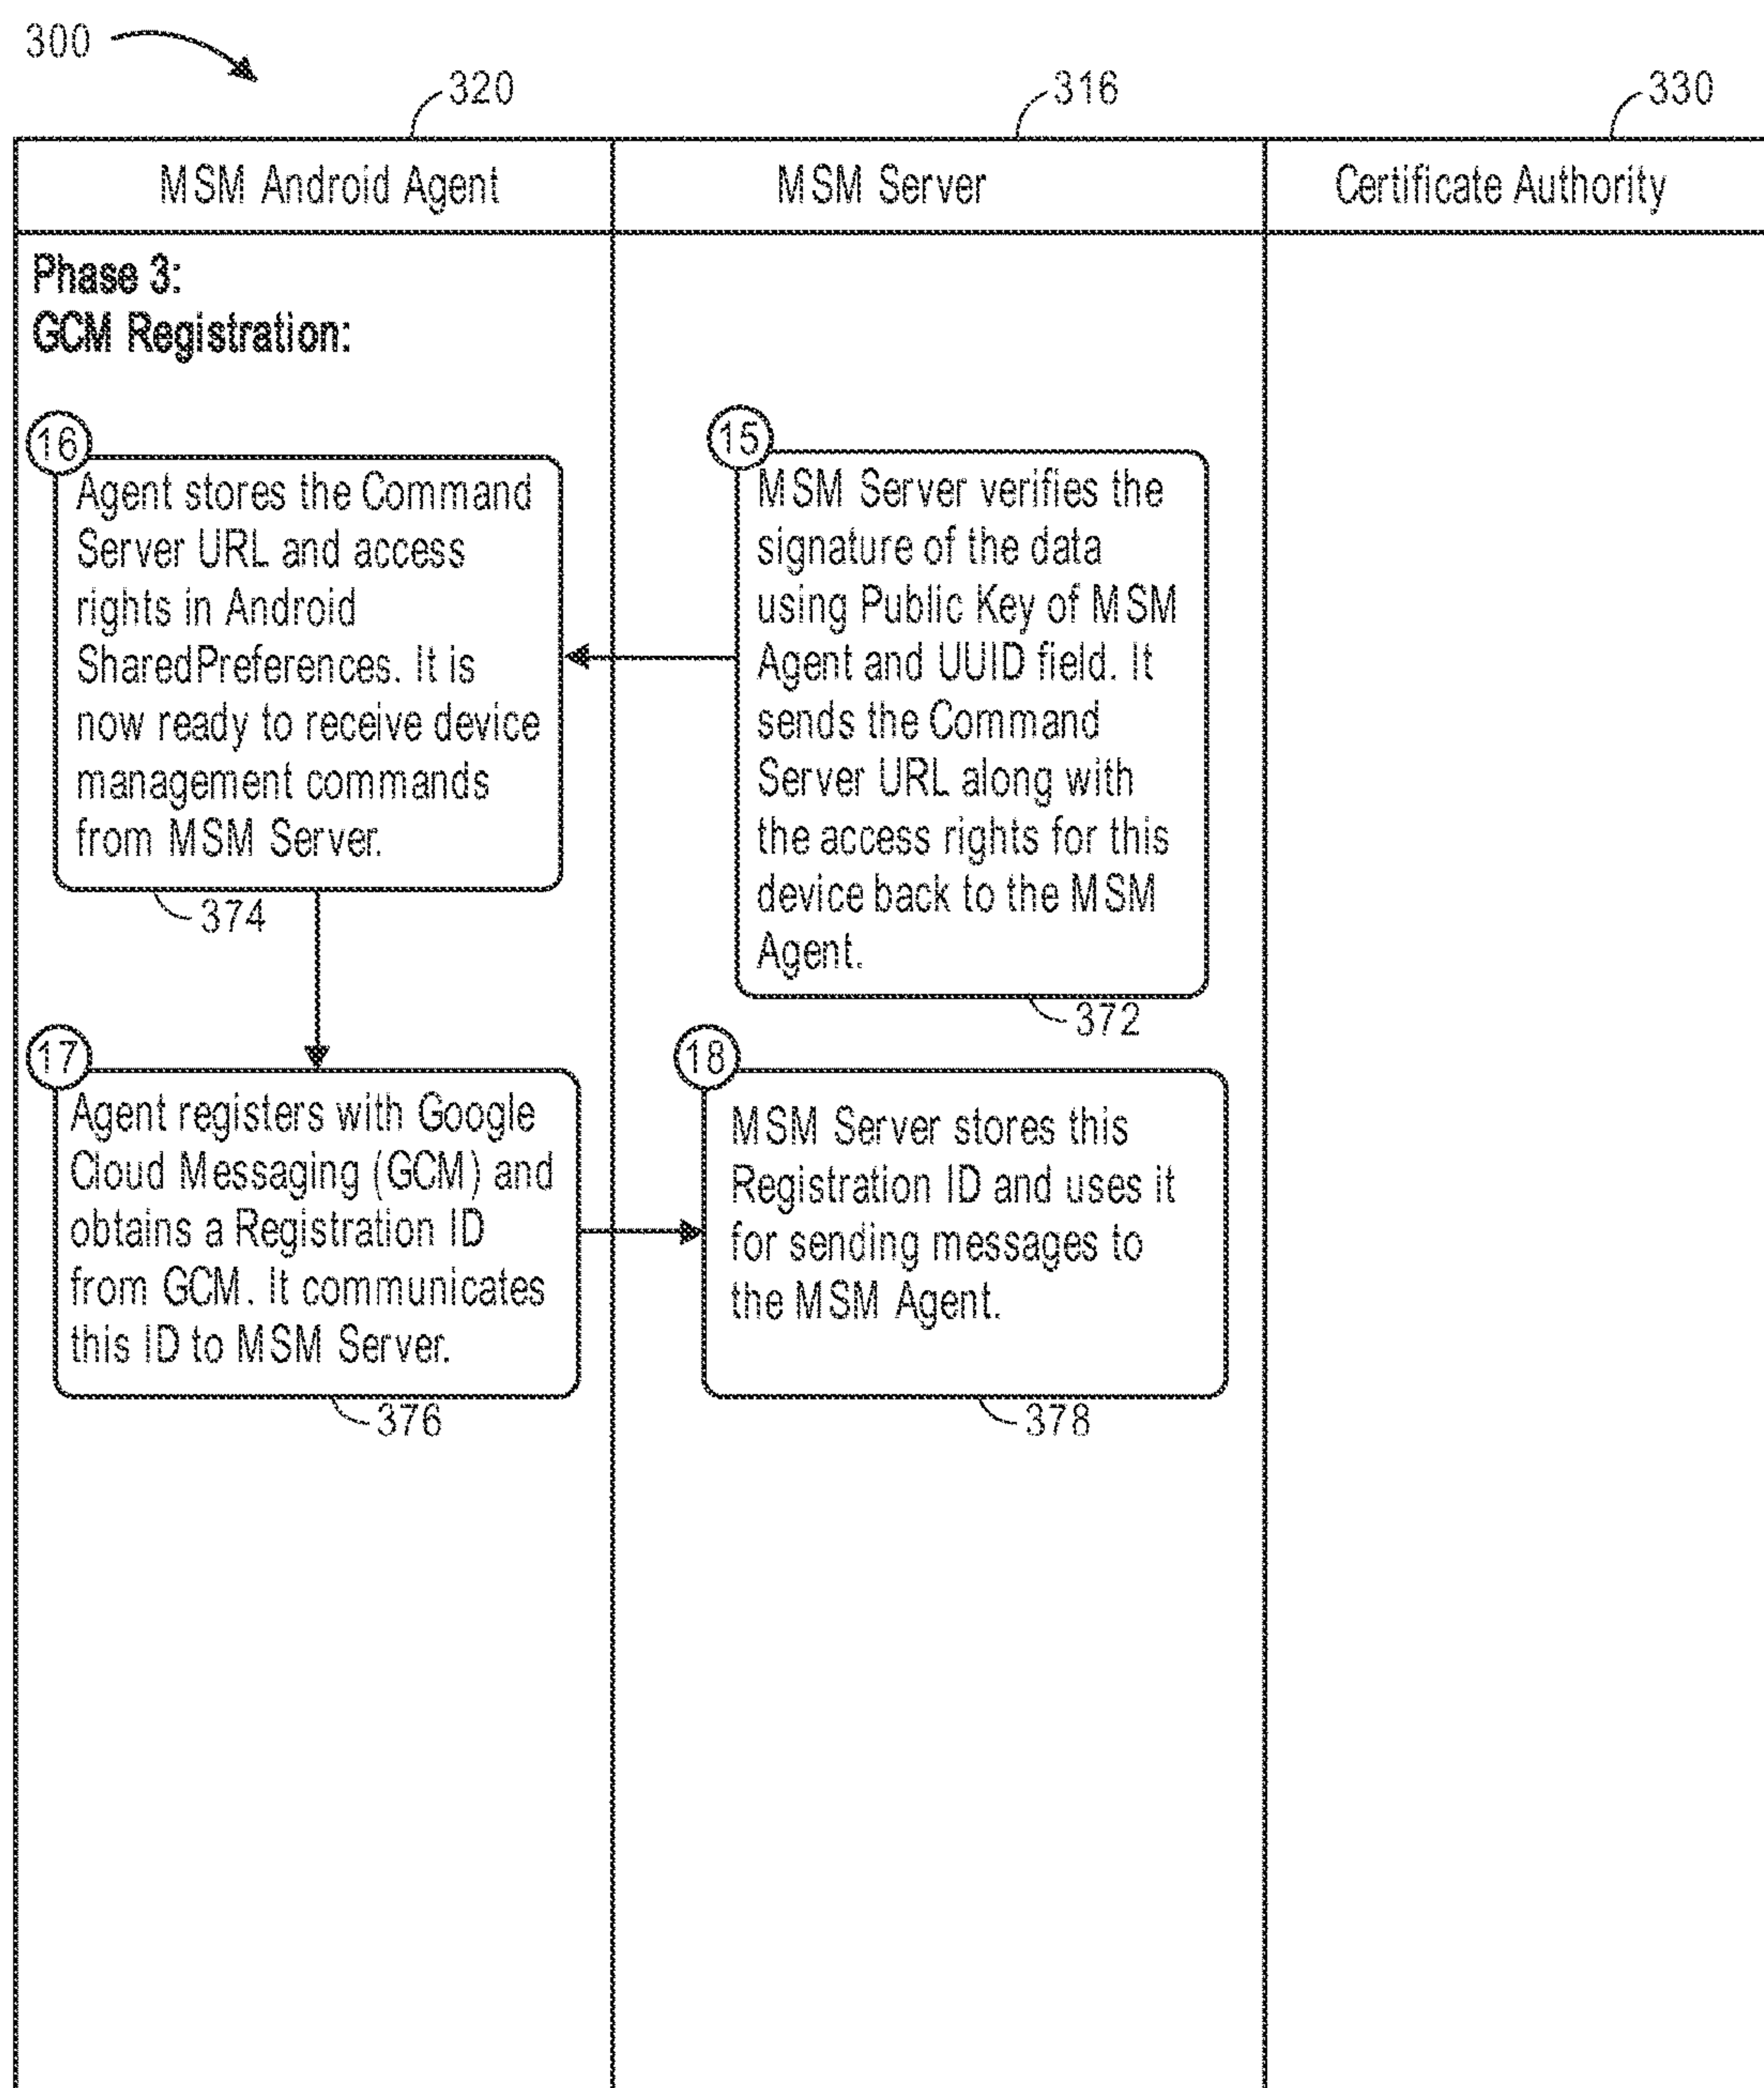 300
320
316
330
MSM Android Agent
MSM Server
Certificate Authority
Phase 3:
GCM Registration:
16
Agent stores the Command
Server URL and access
rights in Android
SharedPreferences. It is
now ready to receive device
management commands
from MSM Server.
374
15
MSM Server verifies the
signature of the data
using Public Key of MSM
Agent and UUID field. It
sends the Command
Server URL along with
the access rights for this
device back to the MSM
Agent.
372
17
Agent registers with Google
Cloud Messaging (GCM) and
obtains a Registration ID
from GCM. It communicates
this ID to MSM Server.
376
18
MSM Server stores this
Registration ID and uses it
for sending messages to
the MSM Agent.
378